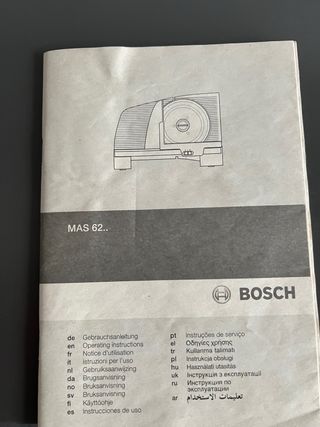 MAS 62..
BOSCH
de Gebrauchsanleitung
en Operating instructions
fr Notice d'utilisation
it Istruzioni per l'uso
nl Gebruiksaanwijzing
da Brugsanvisning
no Bruksanvisning
sv Bruksanvisning
fi Käyttöohje
es Instrucciones de uso
pt Instruções de serviço
el Οδηγίες χρήσης
tr Kullanma talimatı
pl Instrukcja obsługi
hu Használati utasítás
uk Інструкція з експлуатації
ru Инструкция по
эксплуатации
ar تعليمات الاستخدام